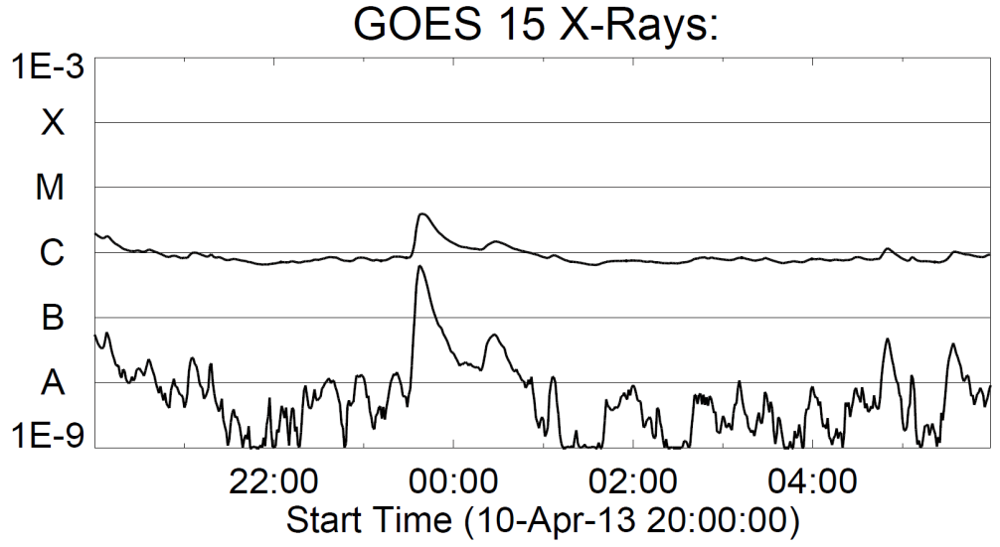 GOES 15 X-Rays:
1E-3
X
M
C
B
A
1E-9
22:00 00:00 02:00 04:00
Start Time (10-Apr-13 20:00:00)